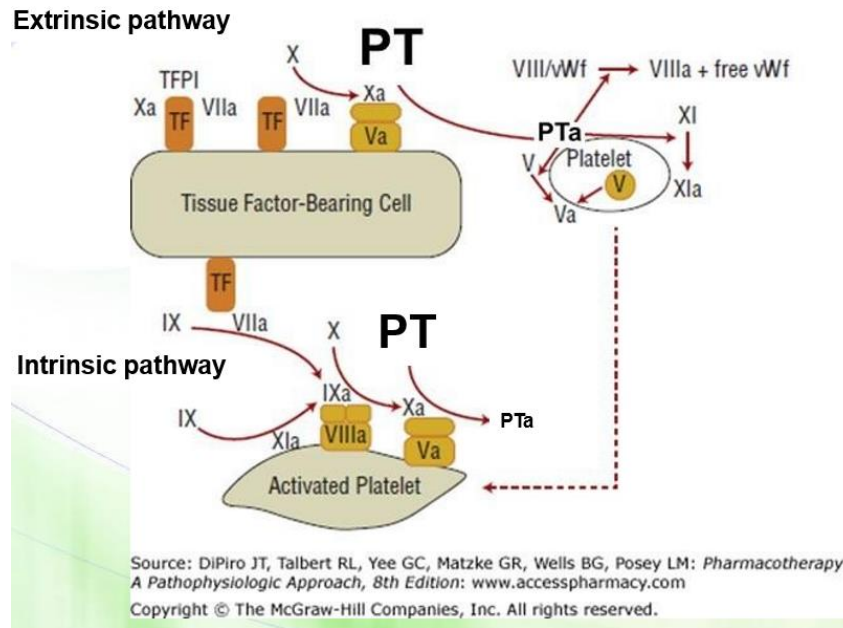 Extrinsic pathway
PT
X
VIII/vWf
VIIIa + free vWf
TFPI
Xa
TF
VIIa
TF
VIIa
Xa
Va
XI
PTa
V
Platelet
V
XIa
Va
Tissue Factor-Bearing Cell
TF
IX
VIIa
X
PT
Intrinsic pathway
IXa
Xa
PTa
IX
XIa
VIIIa
Va
Activated Platelet
Source: DiPiro JT, Talbert RL, Yee GC, Matzke GR, Wells BG, Posey LM: Pharmacotherapy
A Pathophysiologic Approach, 8th Edition: www.accesspharmacy.com
Copyright © The McGraw-Hill Companies, Inc. All rights reserved.